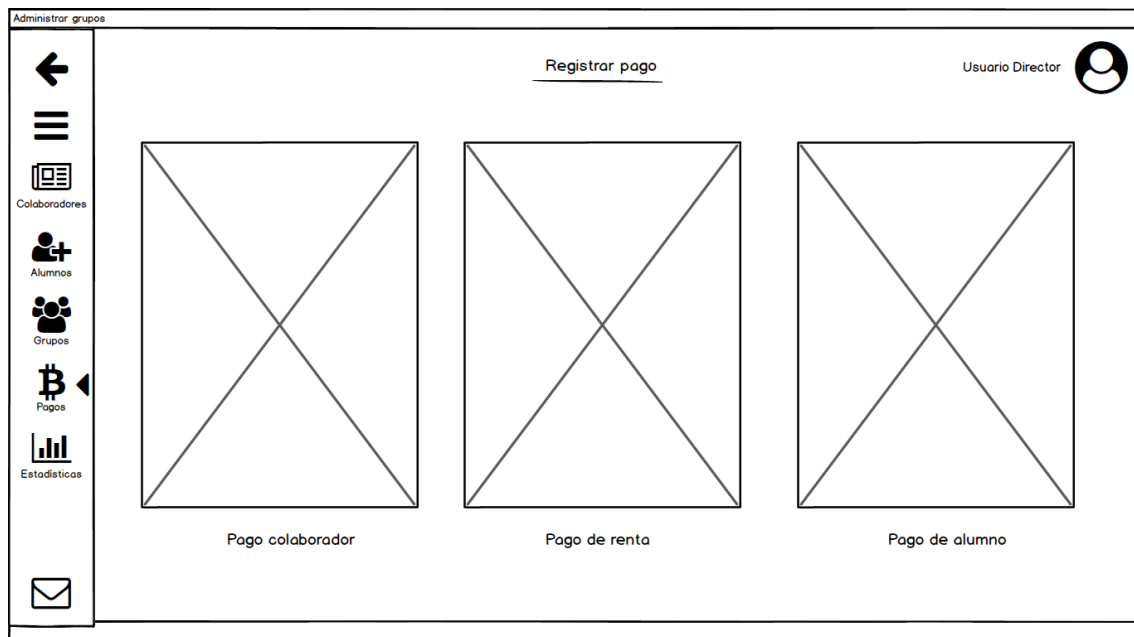 Administrar grupos
Registrar pago
Usuario Director
Colaboradores
Alumnos
Grupos
Pagos
Estadísticas
Pago colaborador
Pago de renta
Pago de alumno